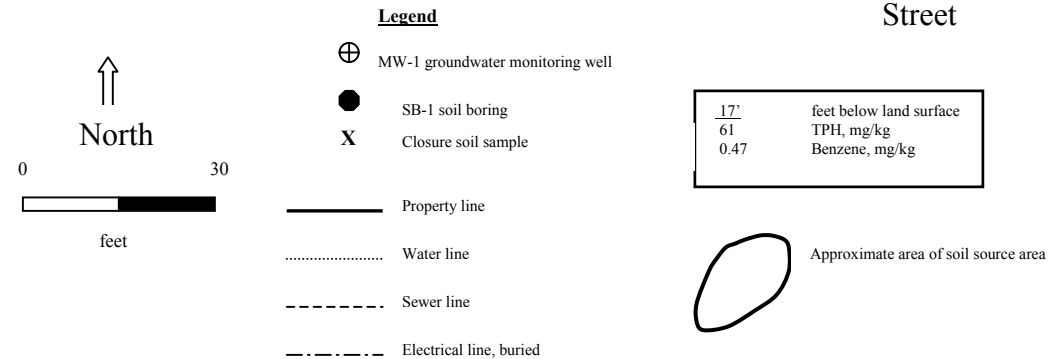 Legend
Street
MW-1 groundwater monitoring well
SB-1 soil boring
X Closure soil sample
North
0 30
feet
17' feet below land surface
61 TPH, mg/kg
0.47 Benzene, mg/kg
Property line
Water line
Sewer line
Electrical line, buried
Approximate area of soil source area